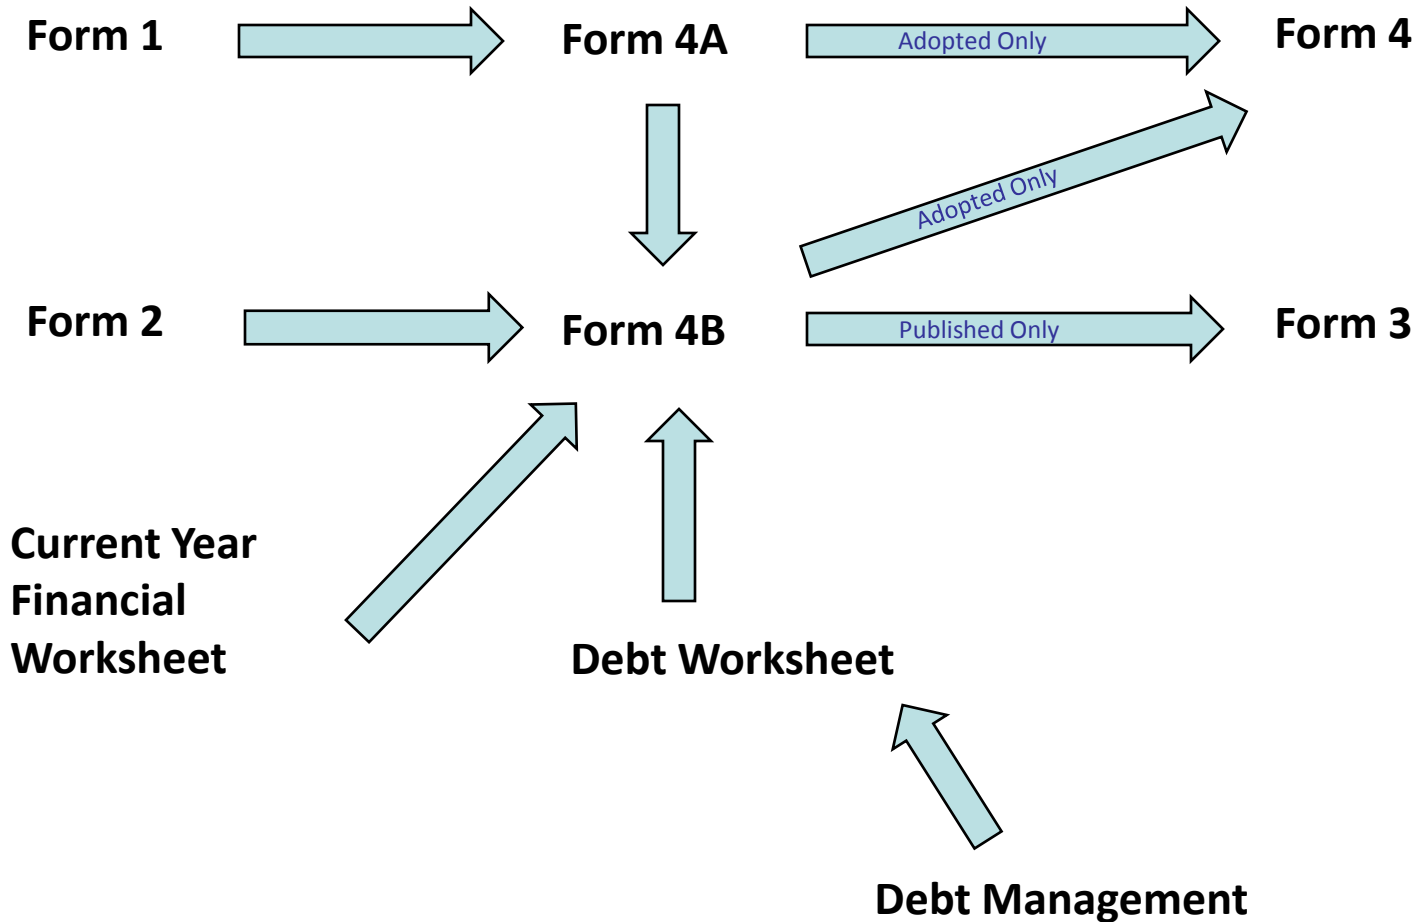 Form 1
Form 4A
Adopted Only
Form 4
Adopted Only
Form 2
Form 4B
Published Only
Form 3
Current Year
Financial
Worksheet
Debt Worksheet
Debt Management